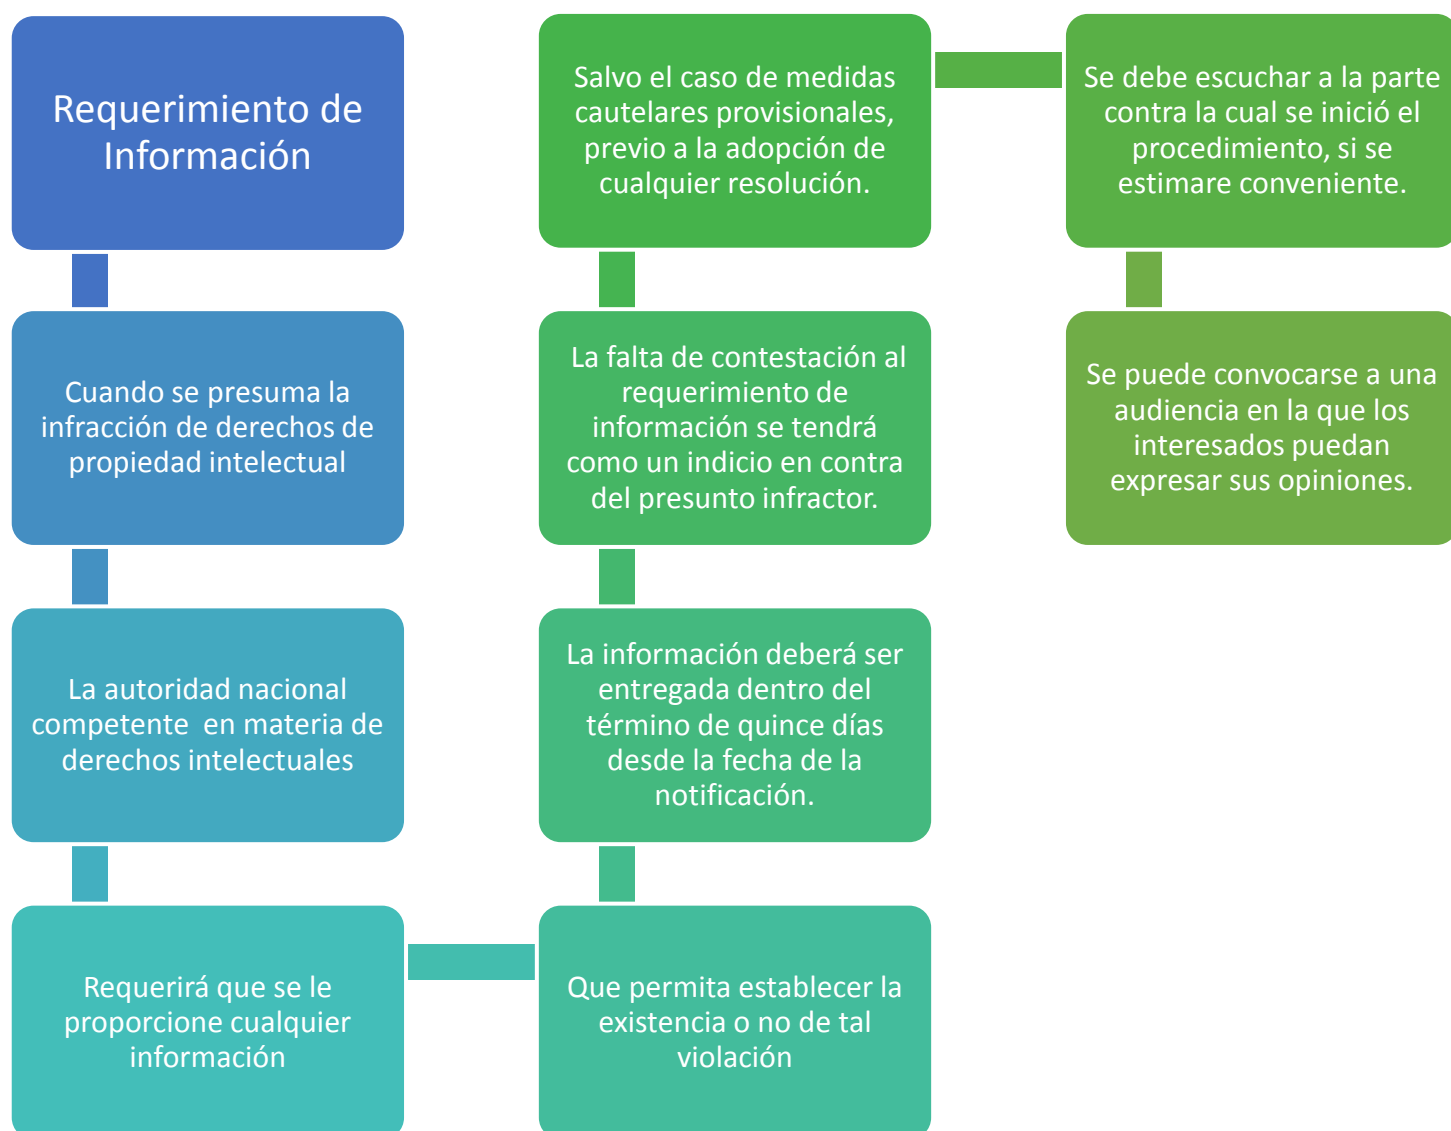 Requerimiento de
Información
Cuando se presuma la
infracción de derechos de
propiedad intelectual
La autoridad nacional
competente  en materia de
derechos intelectuales
Requerirá que se le
proporcione cualquier
información
Que permita establecer la
existencia o no de tal
violación
La información deberá ser
entregada dentro del
término de quince días
desde la fecha de la
notificación.
La falta de contestación al
requerimiento de
información se tendrá
como un indicio en contra
del presunto infractor.
Salvo el caso de medidas
cautelares provisionales,
previo a la adopción de
cualquier resolución.
Se debe escuchar a la parte
contra la cual se inició el
procedimiento, si se
estimare conveniente.
Se puede convocarse a una
audiencia en la que los
interesados puedan
expresar sus opiniones.